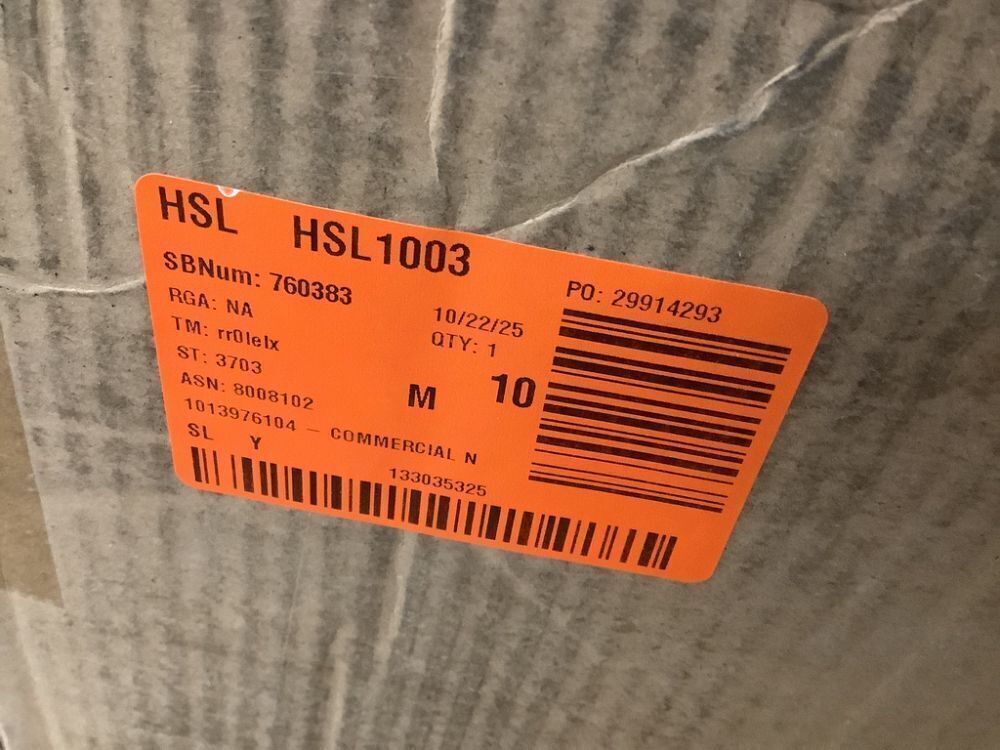 HSL HSL1003
SBNum: 760383
RGA: NA
TM: rr0lelx
ST: 3703
ASN: 8008102
1013976104 – COMMERCIAL N
SL Y
10/22/25
QTY: 1
M 10
PO: 29914293
133035325